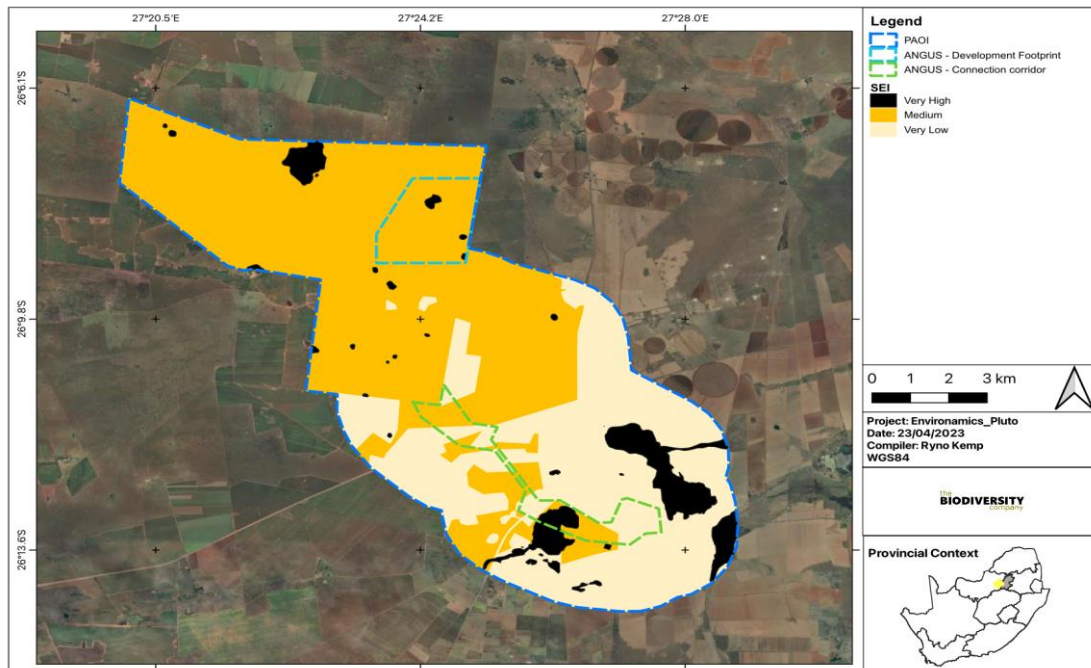 27°20.5'E 27°24.2'E 27°28.0'E
26°6.1'S
26°9.8'S
26°13.6'S
Legend
PAOI
ANGUS - Development Footprint
ANGUS - Connection corridor
SEI
Very High
Medium
Very Low
0 1 2 3 km
Project: Environamics_Pluto
Date: 23/04/2023
Compiler: Ryno Kemp
WGS84
the
BIODIVERSITY
company
Provincial Context